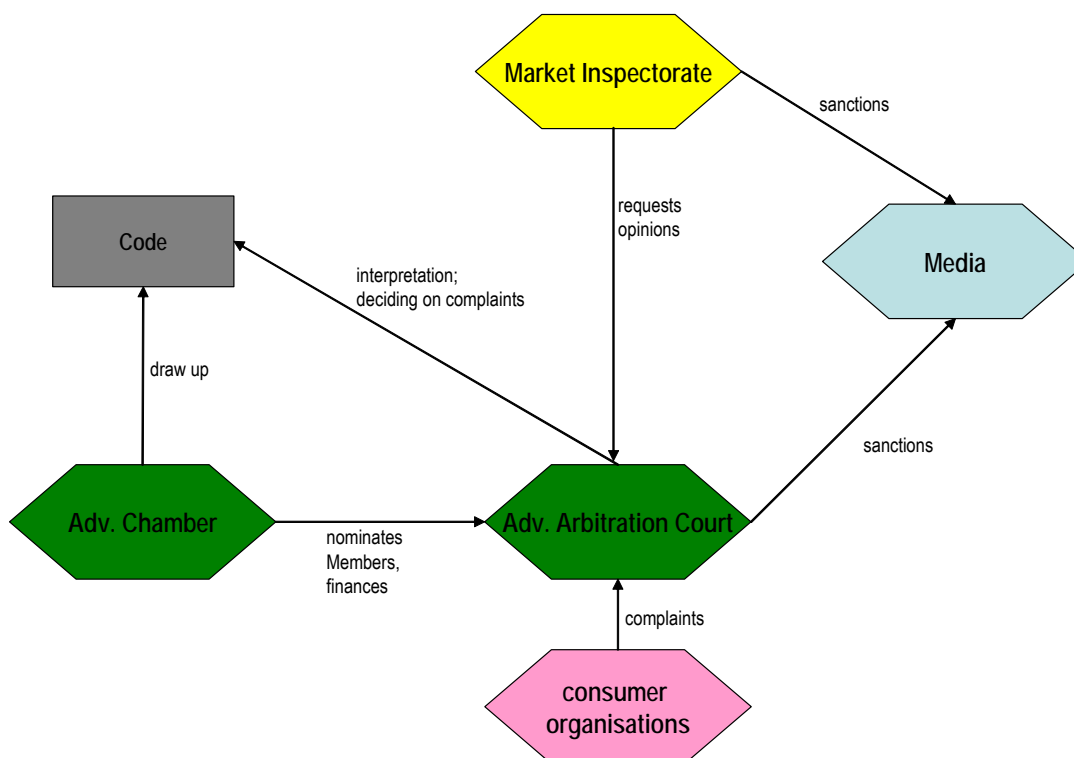 Market Inspectorate
sanctions
requests
opinions
Code
Media
interpretation;
deciding on complaints
draw up
sanctions
Adv. Chamber
Adv. Arbitration Court
nominates
Members,
finances
complaints
consumer
organisations